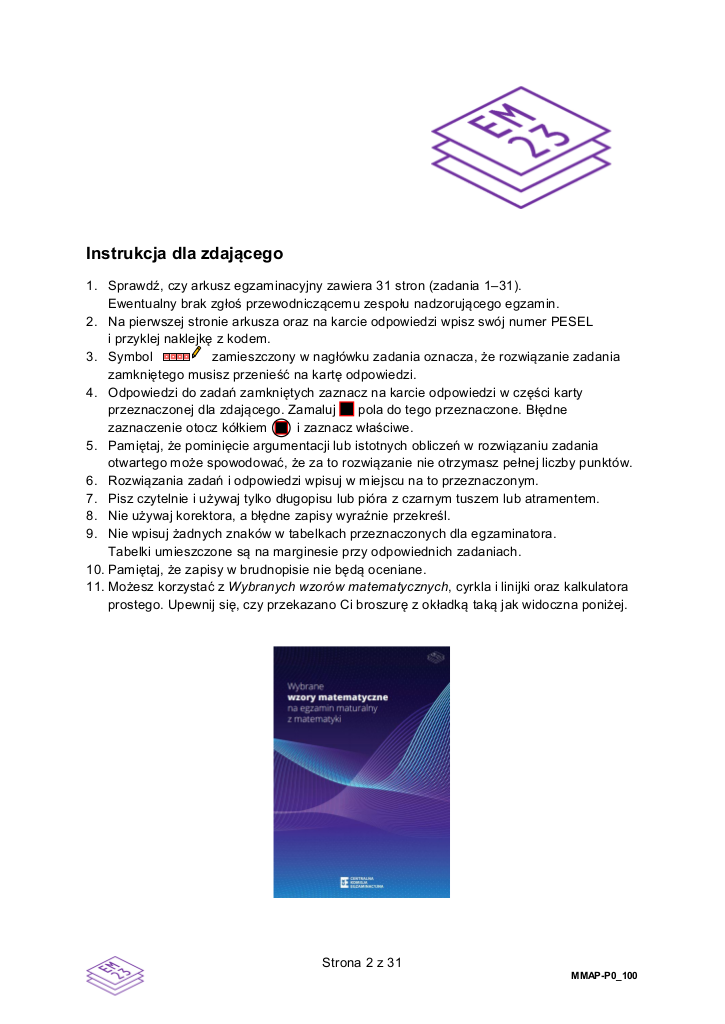 EM
23
Instrukcja dla zdającego
1. Sprawdź, czy arkusz egzaminacyjny zawiera 31 stron (zadania 1–31).
Ewentualny brak zgłoś przewodniczącemu zespołu nadzorującego egzamin.
2. Na pierwszej stronie arkusza oraz na karcie odpowiedzi wpisz swój numer PESEL
i przyklej naklejkę z kodem.
3. Symbol zamieszczony w nagłówku zadania oznacza, że rozwiązanie zadania
zamkniętego musisz przenieść na kartę odpowiedzi.
4. Odpowiedzi do zadań zamkniętych zaznacz na karcie odpowiedzi w części karty
przeznaczonej dla zdającego. Zamaluj pola do tego przeznaczone. Błędne
zaznaczenie otocz kółkiem i zaznacz właściwe.
5. Pamiętaj, że pominięcie argumentacji lub istotnych obliczeń w rozwiązaniu zadania
otwartego może spowodować, że za to rozwiązanie nie otrzymasz pełnej liczby punktów.
6. Rozwiązania zadań i odpowiedzi wpisuj w miejscu na to przeznaczonym.
7. Pisz czytelnie i używaj tylko długopisu lub pióra z czarnym tuszem lub atramentem.
8. Nie używaj korektora, a błędne zapisy wyraźnie przekreśl.
9. Nie wpisuj żadnych znaków w tabelkach przeznaczonych dla egzaminatora.
Tabelki umieszczone są na marginesie przy odpowiednich zadaniach.
10. Pamiętaj, że zapisy w brudnopisie nie będą oceniane.
11. Możesz korzystać z Wybranych wzorów matematycznych, cyrkla i linijki oraz kalkulatora
prostego. Upewnij się, czy przekazano Ci broszurę z okładką taką jak widoczna poniżej.
Wybrane
wzory matematyczne
na egzamin maturalny
z matematyki
CENTRALNA
KOMISJA
EGZAMINACYJNA
Strona 2 z 31
EM
23
MMAP-P0_100